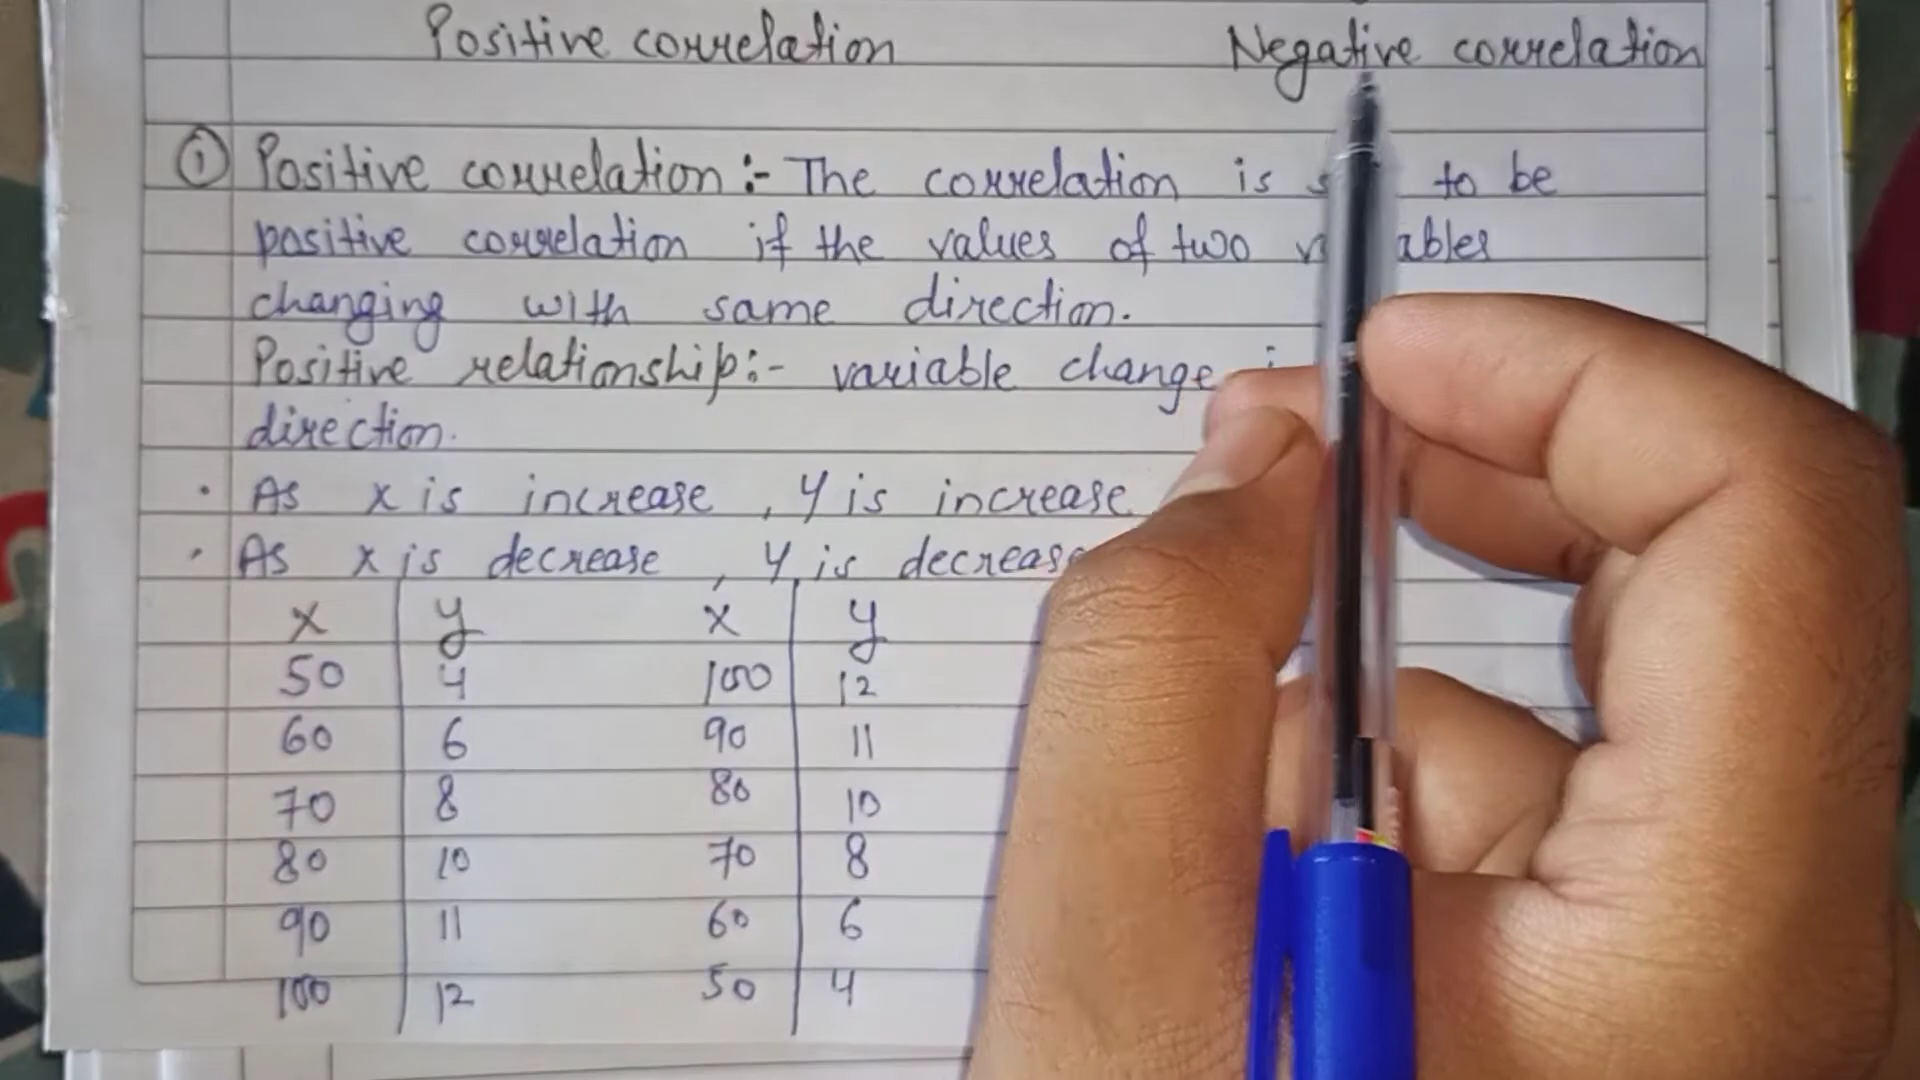 Positive correlation Negative correlation
① Positive correlation :- The correlation is to be
positive correlation if the values of two
changing with same direction.
Positive relationship:- variable change
direction.
. As x is increase , y is increase
. As x is decrease , y is decrease
x y x y
50 4 100 12
60 6 90 11
70 8 80 10
80 10 70 8
90 11 60 6
100 12 50 4